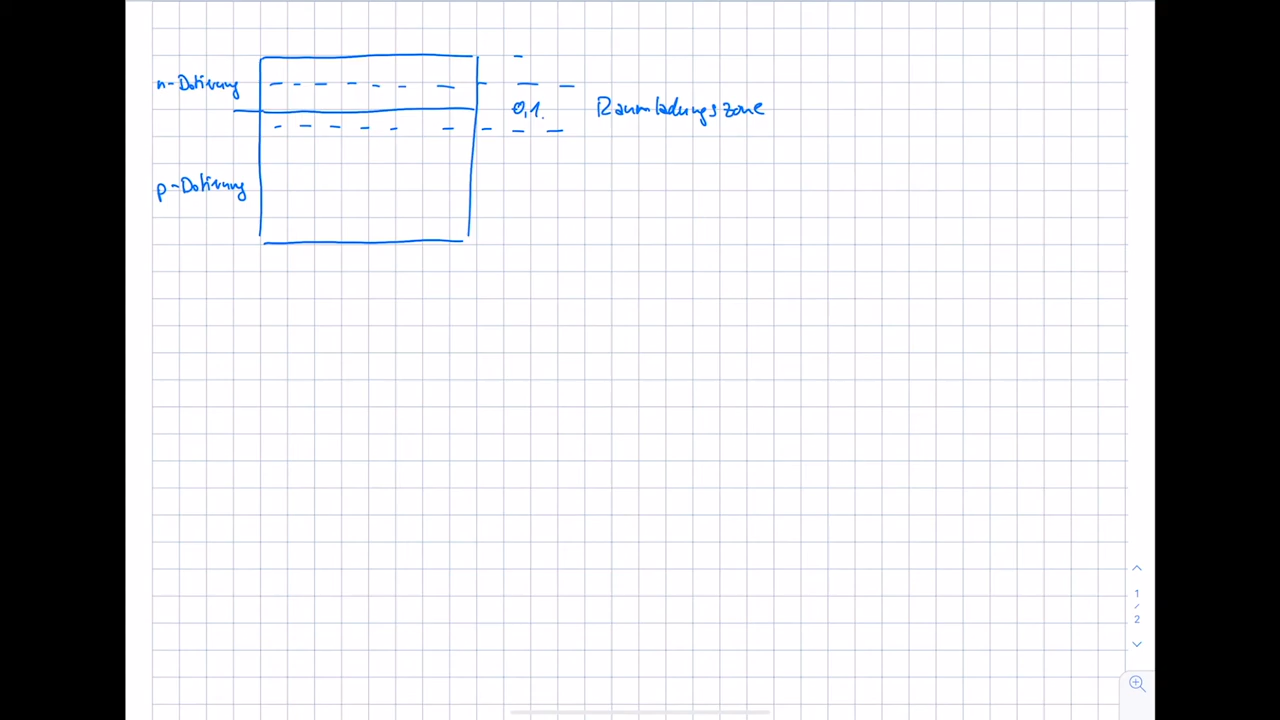 n-Dotierung
0,1. Raumladungszone
p-Dotierung
1
/
2